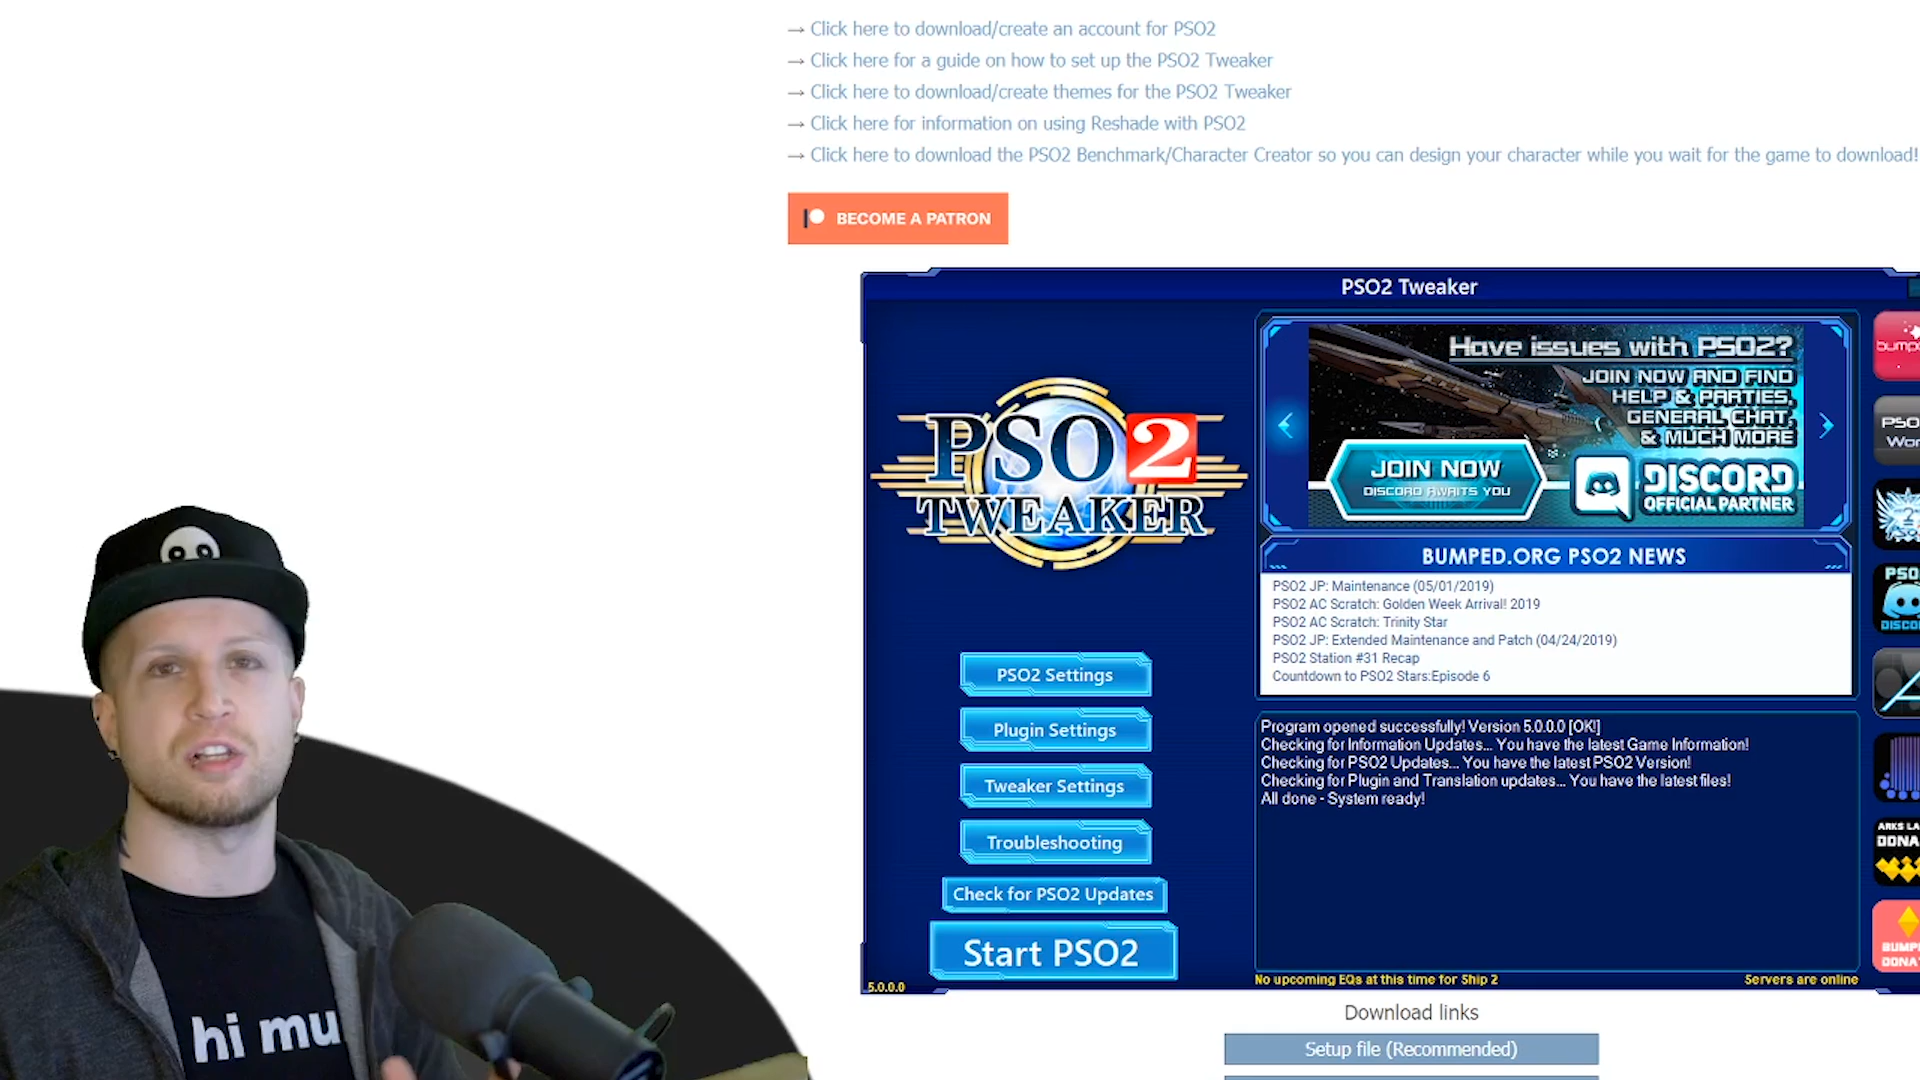 → Click here to download/create an account for PSO2
→ Click here for a guide on how to set up the PSO2 Tweaker
→ Click here to download/create themes for the PSO2 Tweaker
→ Click here for information on using Reshade with PSO2
→ Click here to download the PSO2 Benchmark/Character Creator so you can design your character while you wait for the game to download!
BECOME A PATRON
PSO2 Tweaker
PSO2
TWEAKER
Have issues with PSO2?
JOIN NOW AND FIND
HELP & PARTIES,
GENERAL CHAT,
& MUCH MORE
JOIN NOW
DISCORD AWAITS YOU
DISCORD
OFFICIAL PARTNER
BUMPED.ORG PSO2 NEWS
PSO2 JP: Maintenance (05/01/2019)
PSO2 AC Scratch: Golden Week Arrival! 2019
PSO2 AC Scratch: Trinity Star
PSO2 JP: Extended Maintenance and Patch (04/24/2019)
PSO2 Station #31 Recap
Countdown to PSO2 Stars:Episode 6
PSO2 Settings
Plugin Settings
Tweaker Settings
Troubleshooting
Check for PSO2 Updates
Start PSO2
5.0.0.0
Program opened successfully! Version 5.0.0.0 [OK!]
Checking for Information Updates... You have the latest Game Information!
Checking for PSO2 Updates... You have the latest PSO2 Version!
Checking for Plugin and Translation updates... You have the latest files!
All done - System ready!
No upcoming EQs at this time for Ship 2
Servers are online
bump
PSO
Wor
PSO
DISCO
ARKS LA
DONA
BUMP
DONA
Download links
Setup file (Recommended)
hi mu